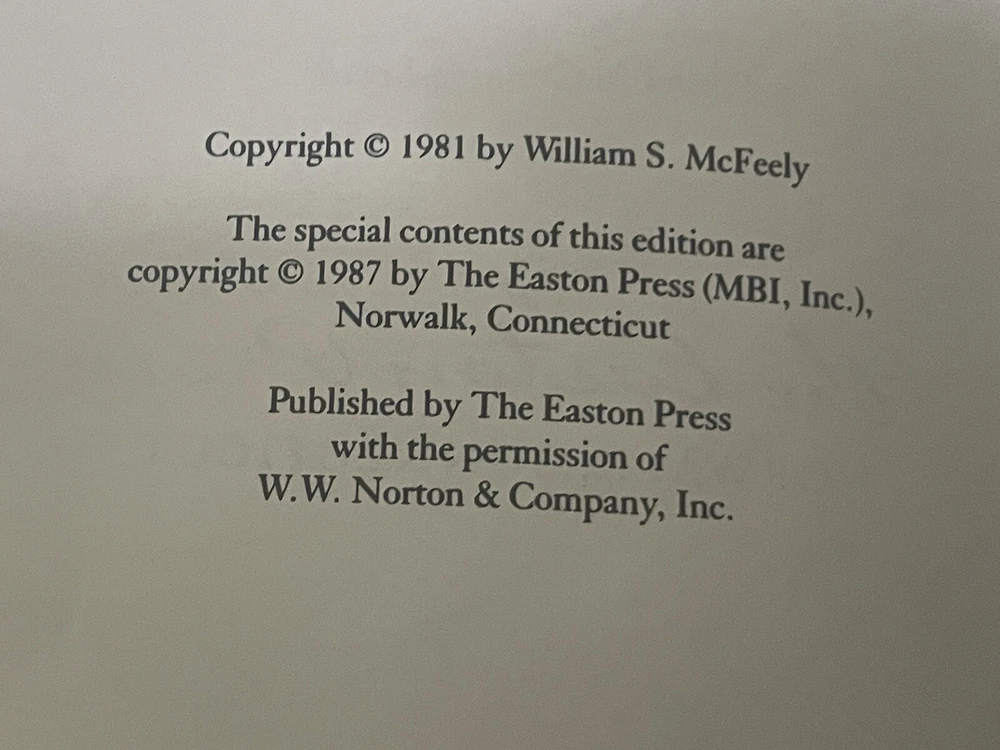 Copyright © 1981 by William S. McFeely
The special contents of this edition are
copyright © 1987 by The Easton Press (MBI, Inc.),
Norwalk, Connecticut
Published by The Easton Press
with the permission of
W.W. Norton & Company, Inc.